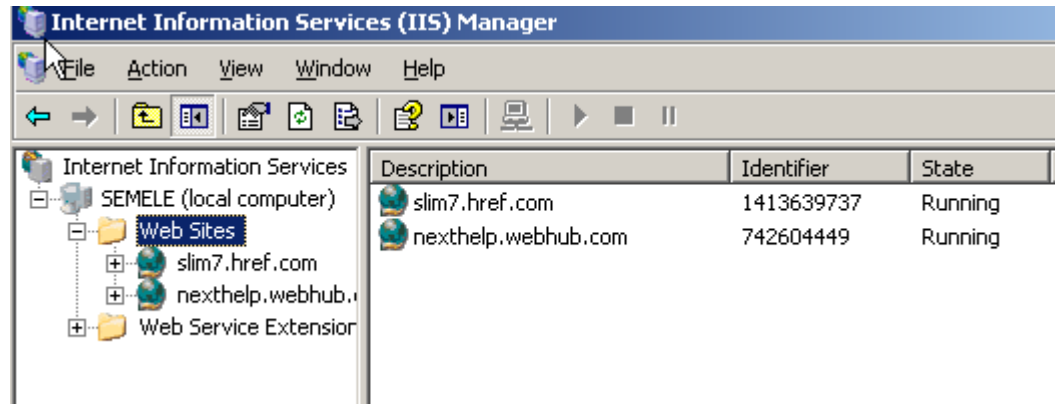 Internet Information Services (IIS) Manager
File Action View Window Help
Internet Information Services
SEMELE (local computer)
Web Sites
slim7.href.com
nexthelp.webhub.
Web Service Extension
Description Identifier State
slim7.href.com 1413639737 Running
nexthelp.webhub.com 742604449 Running